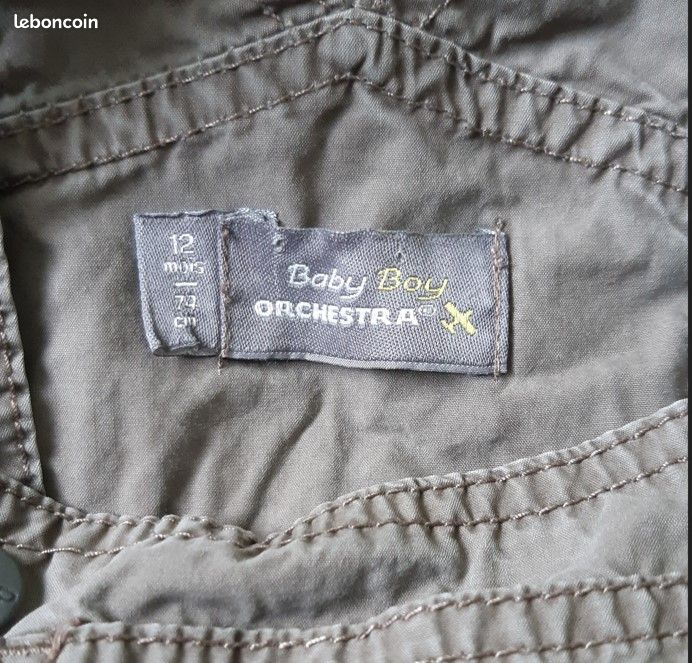 leboncoin
12
mois
74
cm
Baby Boy
ORCHESTRA®